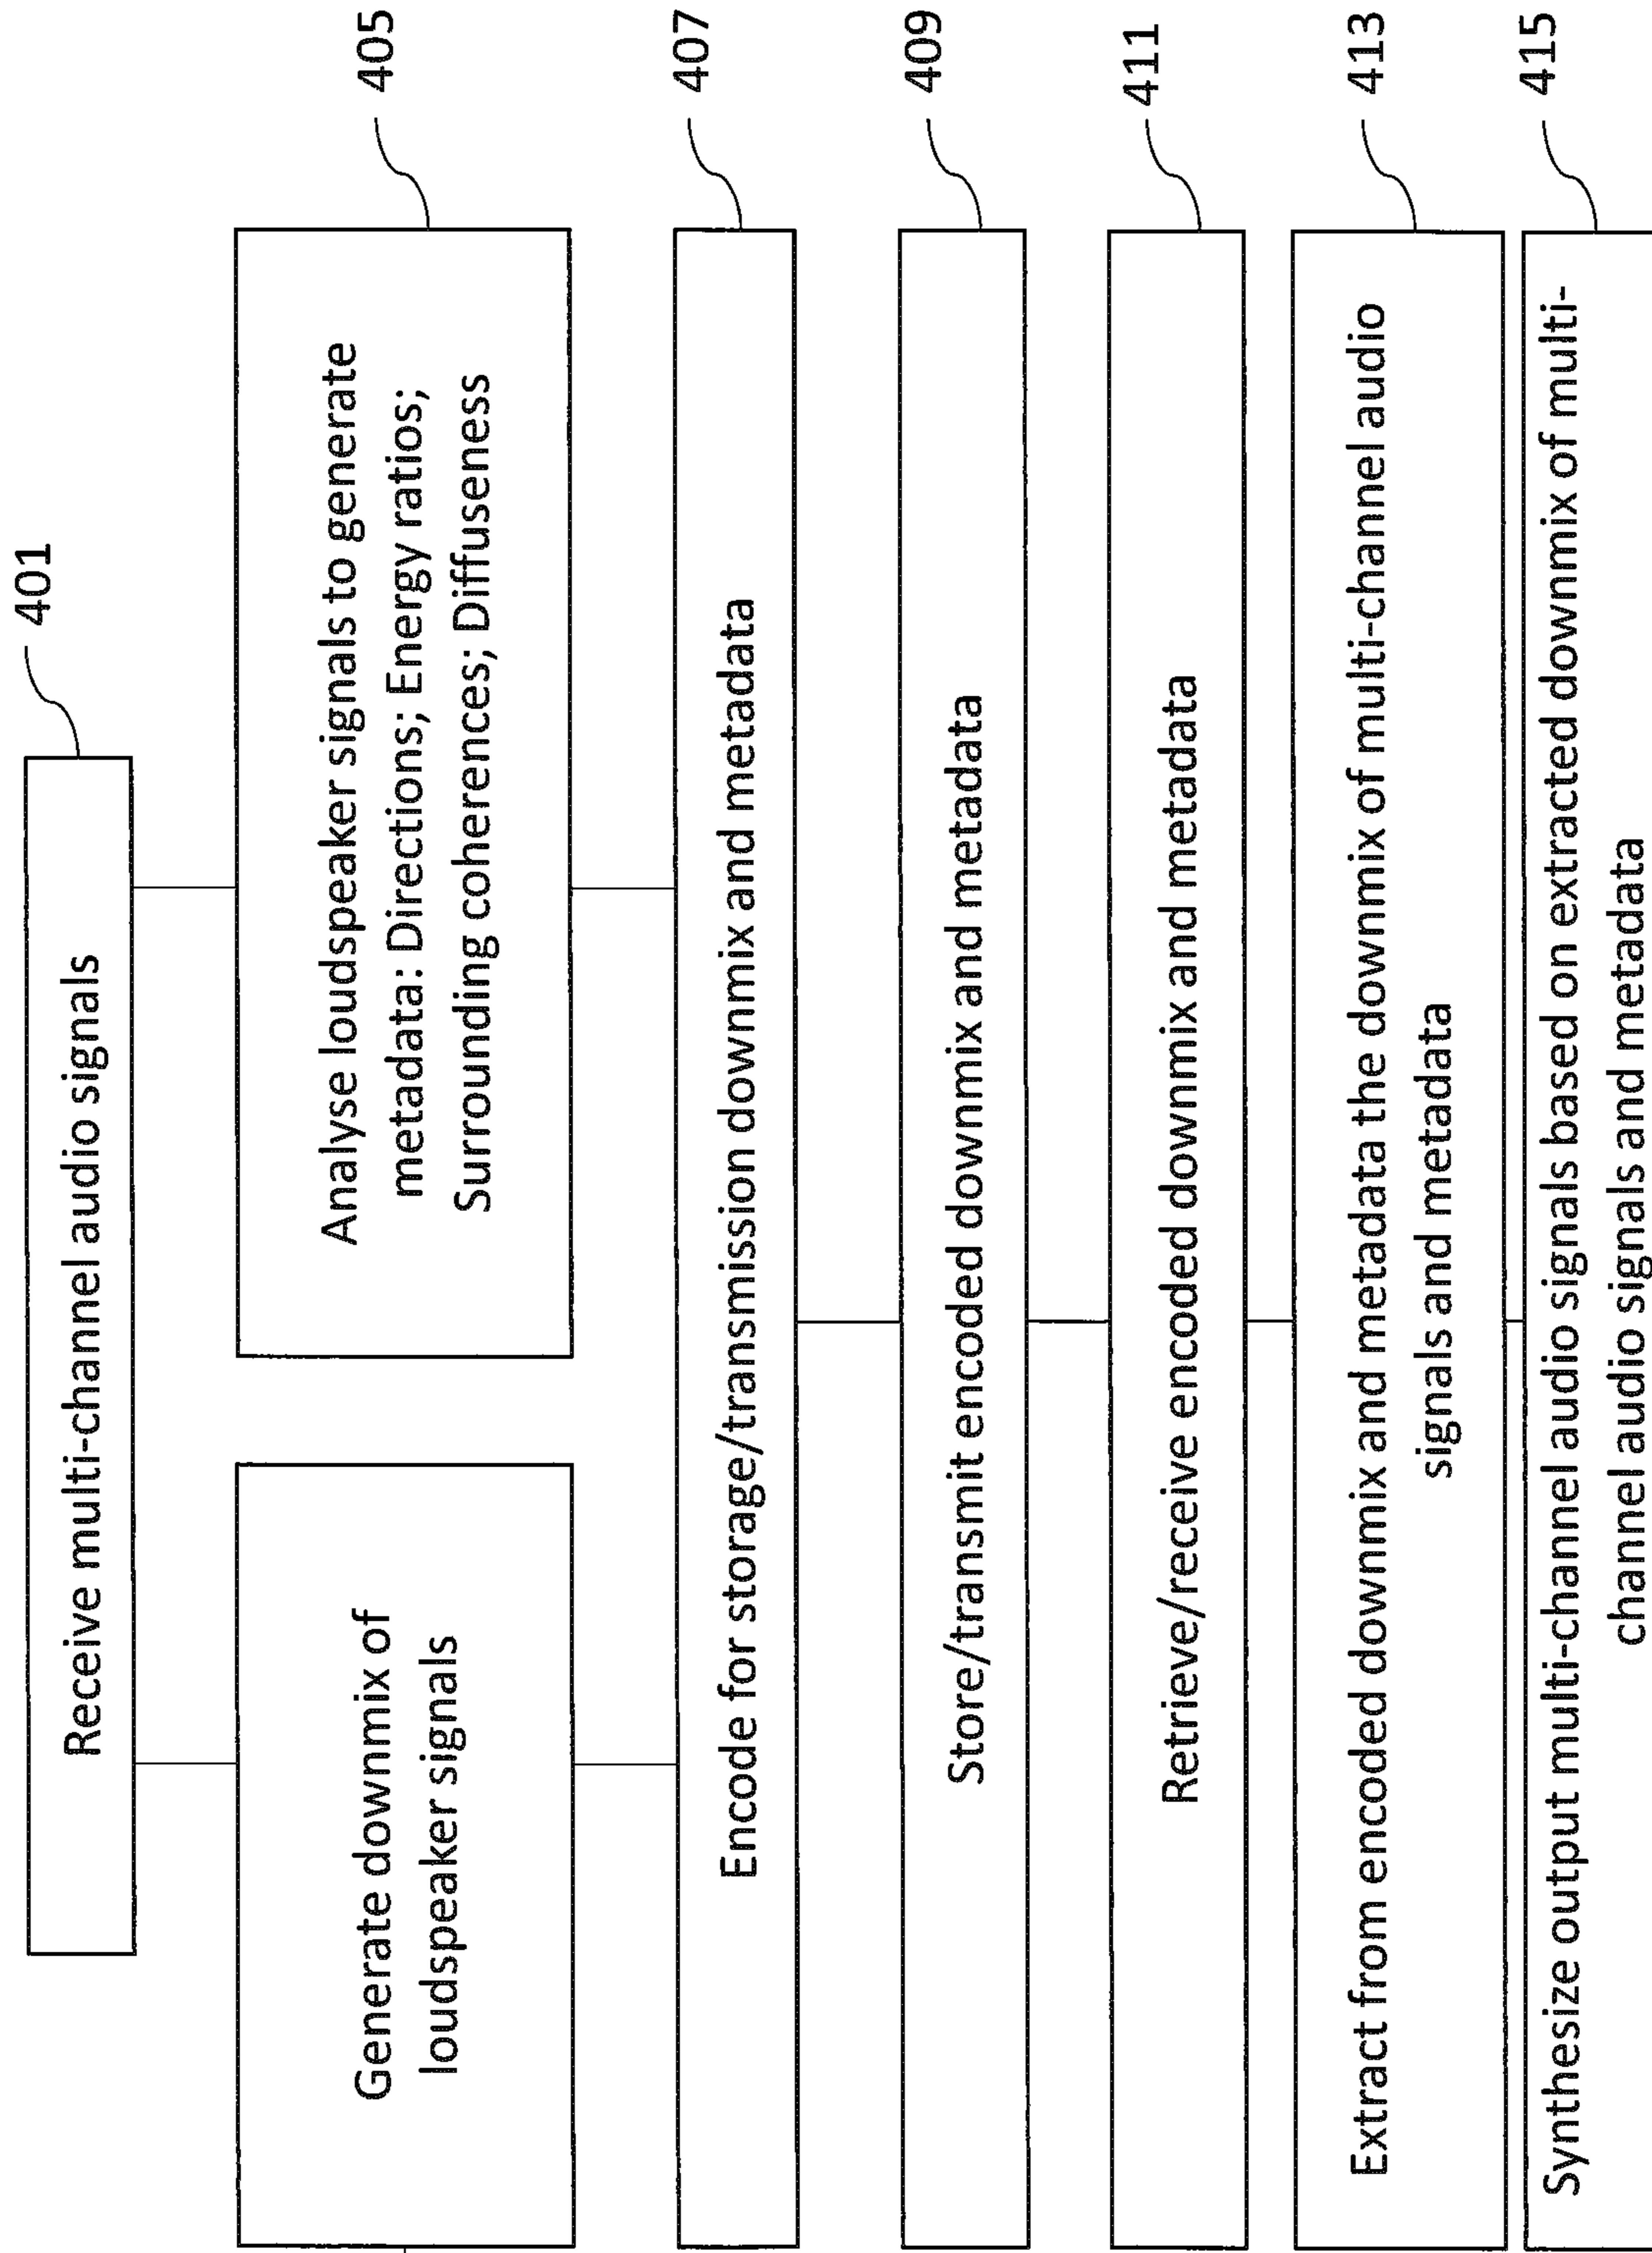 401
Receive multi-channel audio signals
Generate downmix of
loudspeaker signals
Analyse loudspeaker signals to generate
metadata: Directions; Energy ratios;
Surrounding coherences; Diffuseness
405
Encode for storage/transmission downmix and metadata
407
Store/transmit encoded downmix and metadata
409
Retrieve/receive encoded downmix and metadata
411
Extract from encoded downmix and metadata the downmix of multi-channel audio
signals and metadata
413
Synthesize output multi-channel audio signals based on extracted downmix of multi-
channel audio signals and metadata
415